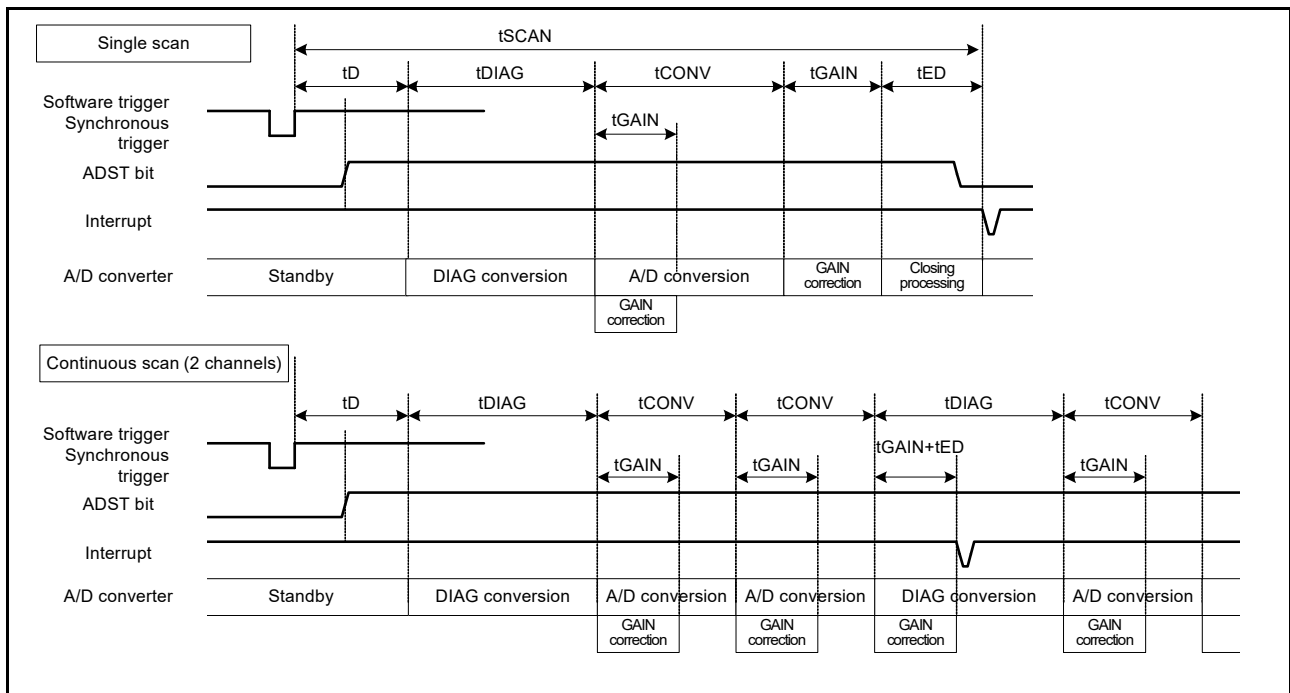 Single scan
tSCAN
tD
tDIAG
tCONV
tGAIN
tED
Software trigger
Synchronous
trigger
tGAIN
ADST bit
Interrupt
A/D converter
Standby
DIAG conversion
A/D conversion
GAIN
correction
Closing
processing
GAIN
correction
Continuous scan (2 channels)
tD
tDIAG
tCONV
tCONV
tDIAG
tCONV
Software trigger
Synchronous
trigger
tGAIN
tGAIN
tGAIN+tED
tGAIN
ADST bit
Interrupt
A/D converter
Standby
DIAG conversion
A/D conversion
A/D conversion
DIAG conversion
A/D conversion
GAIN
correction
GAIN
correction
GAIN
correction
GAIN
correction